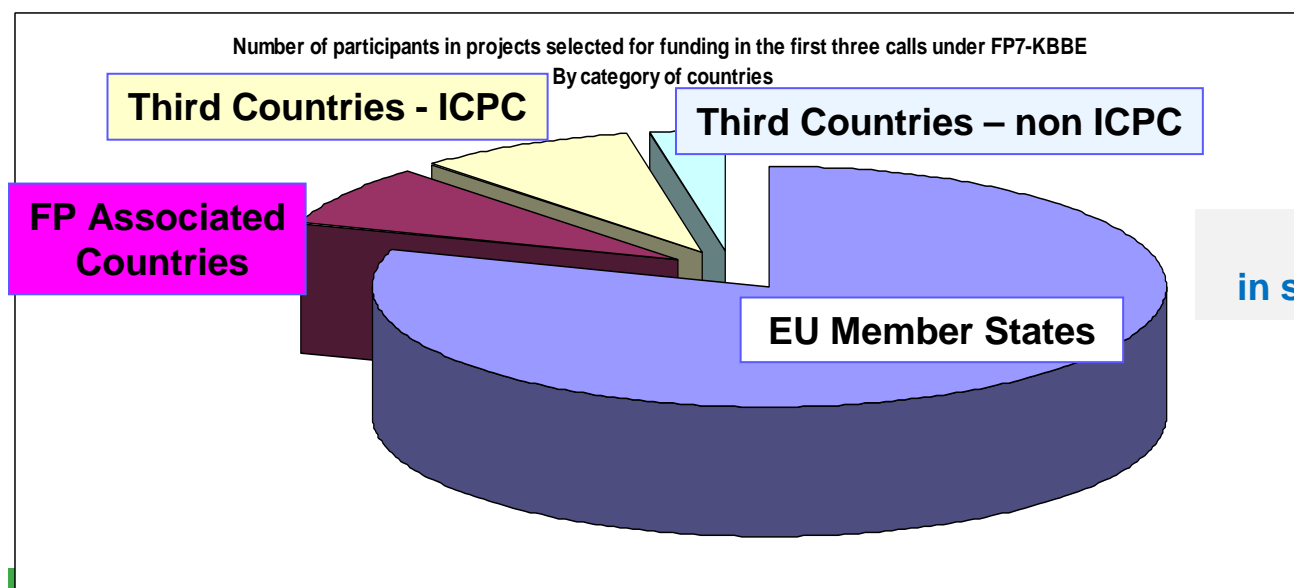 Number of participants in projects selected for funding in the first three calls under FP7-KBBE
By category of countries
Third Countries - ICPC
Third Countries – non ICPC
FP Associated
Countries
in s
EU Member States